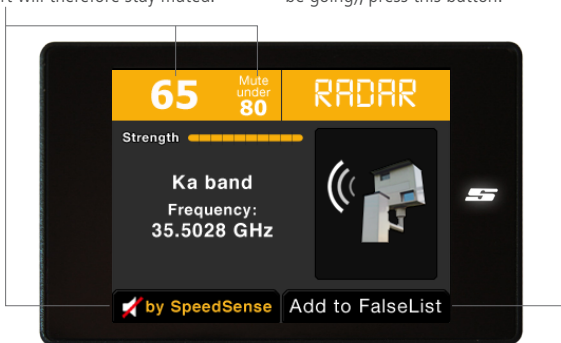 rt will therefore stay muted.
be going), press this button.
65
Mute
under
80
RADAR
Strength
Ka band
Frequency:
35.5028 GHz
by SpeedSense
Add to FalseList